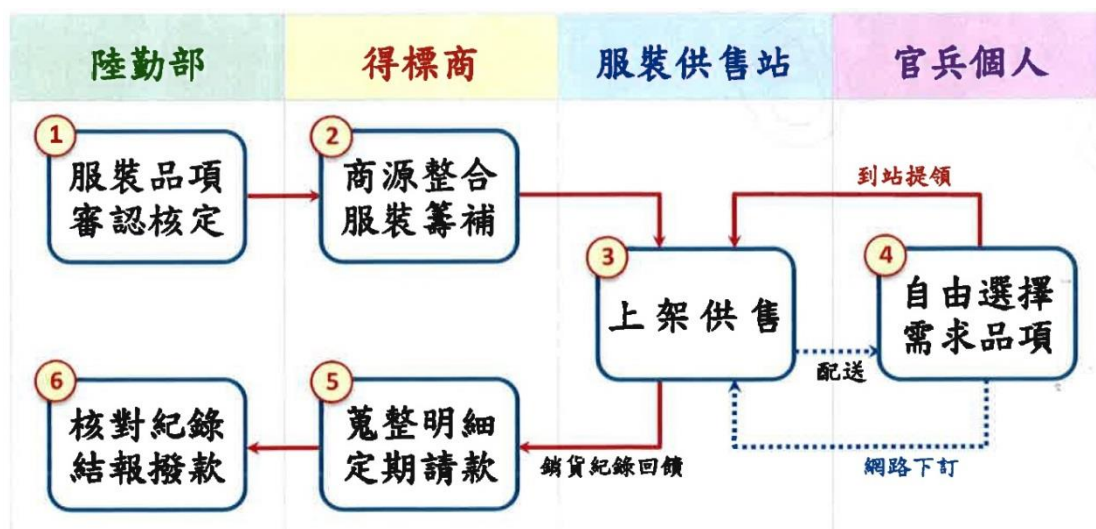 陸勤部
得標商
服裝供售站
官兵個人
1
服裝品項
審認核定
2
商源整合
服裝籌補
到站提領
3
上架供售
4
自由選擇
需求品項
配送
6
核對紀錄
結報撥款
5
蒐整明細
定期請款
銷貨紀錄回饋
網路下訂